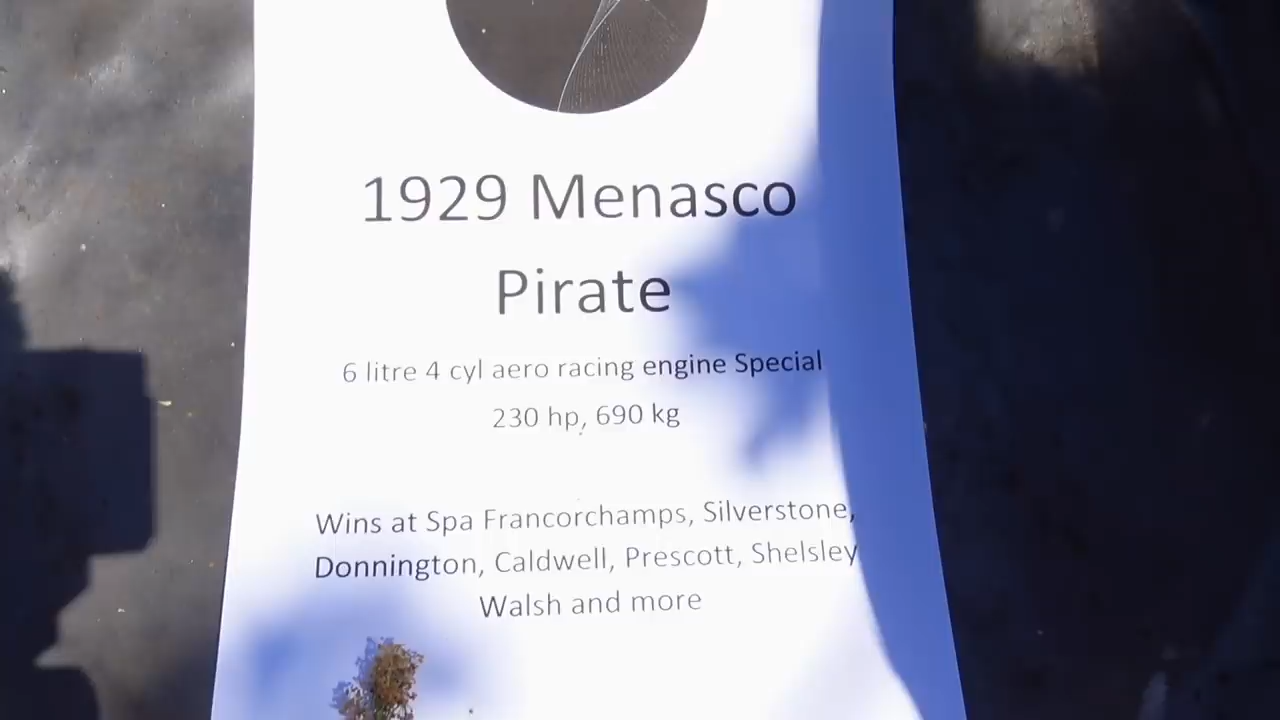 1929 Menasco
Pirate
6 litre 4 cyl aero racing engine Special
230 hp, 690 kg
Wins at Spa Francorchamps, Silverstone,
Donnington, Caldwell, Prescott, Shelsley
Walsh and more